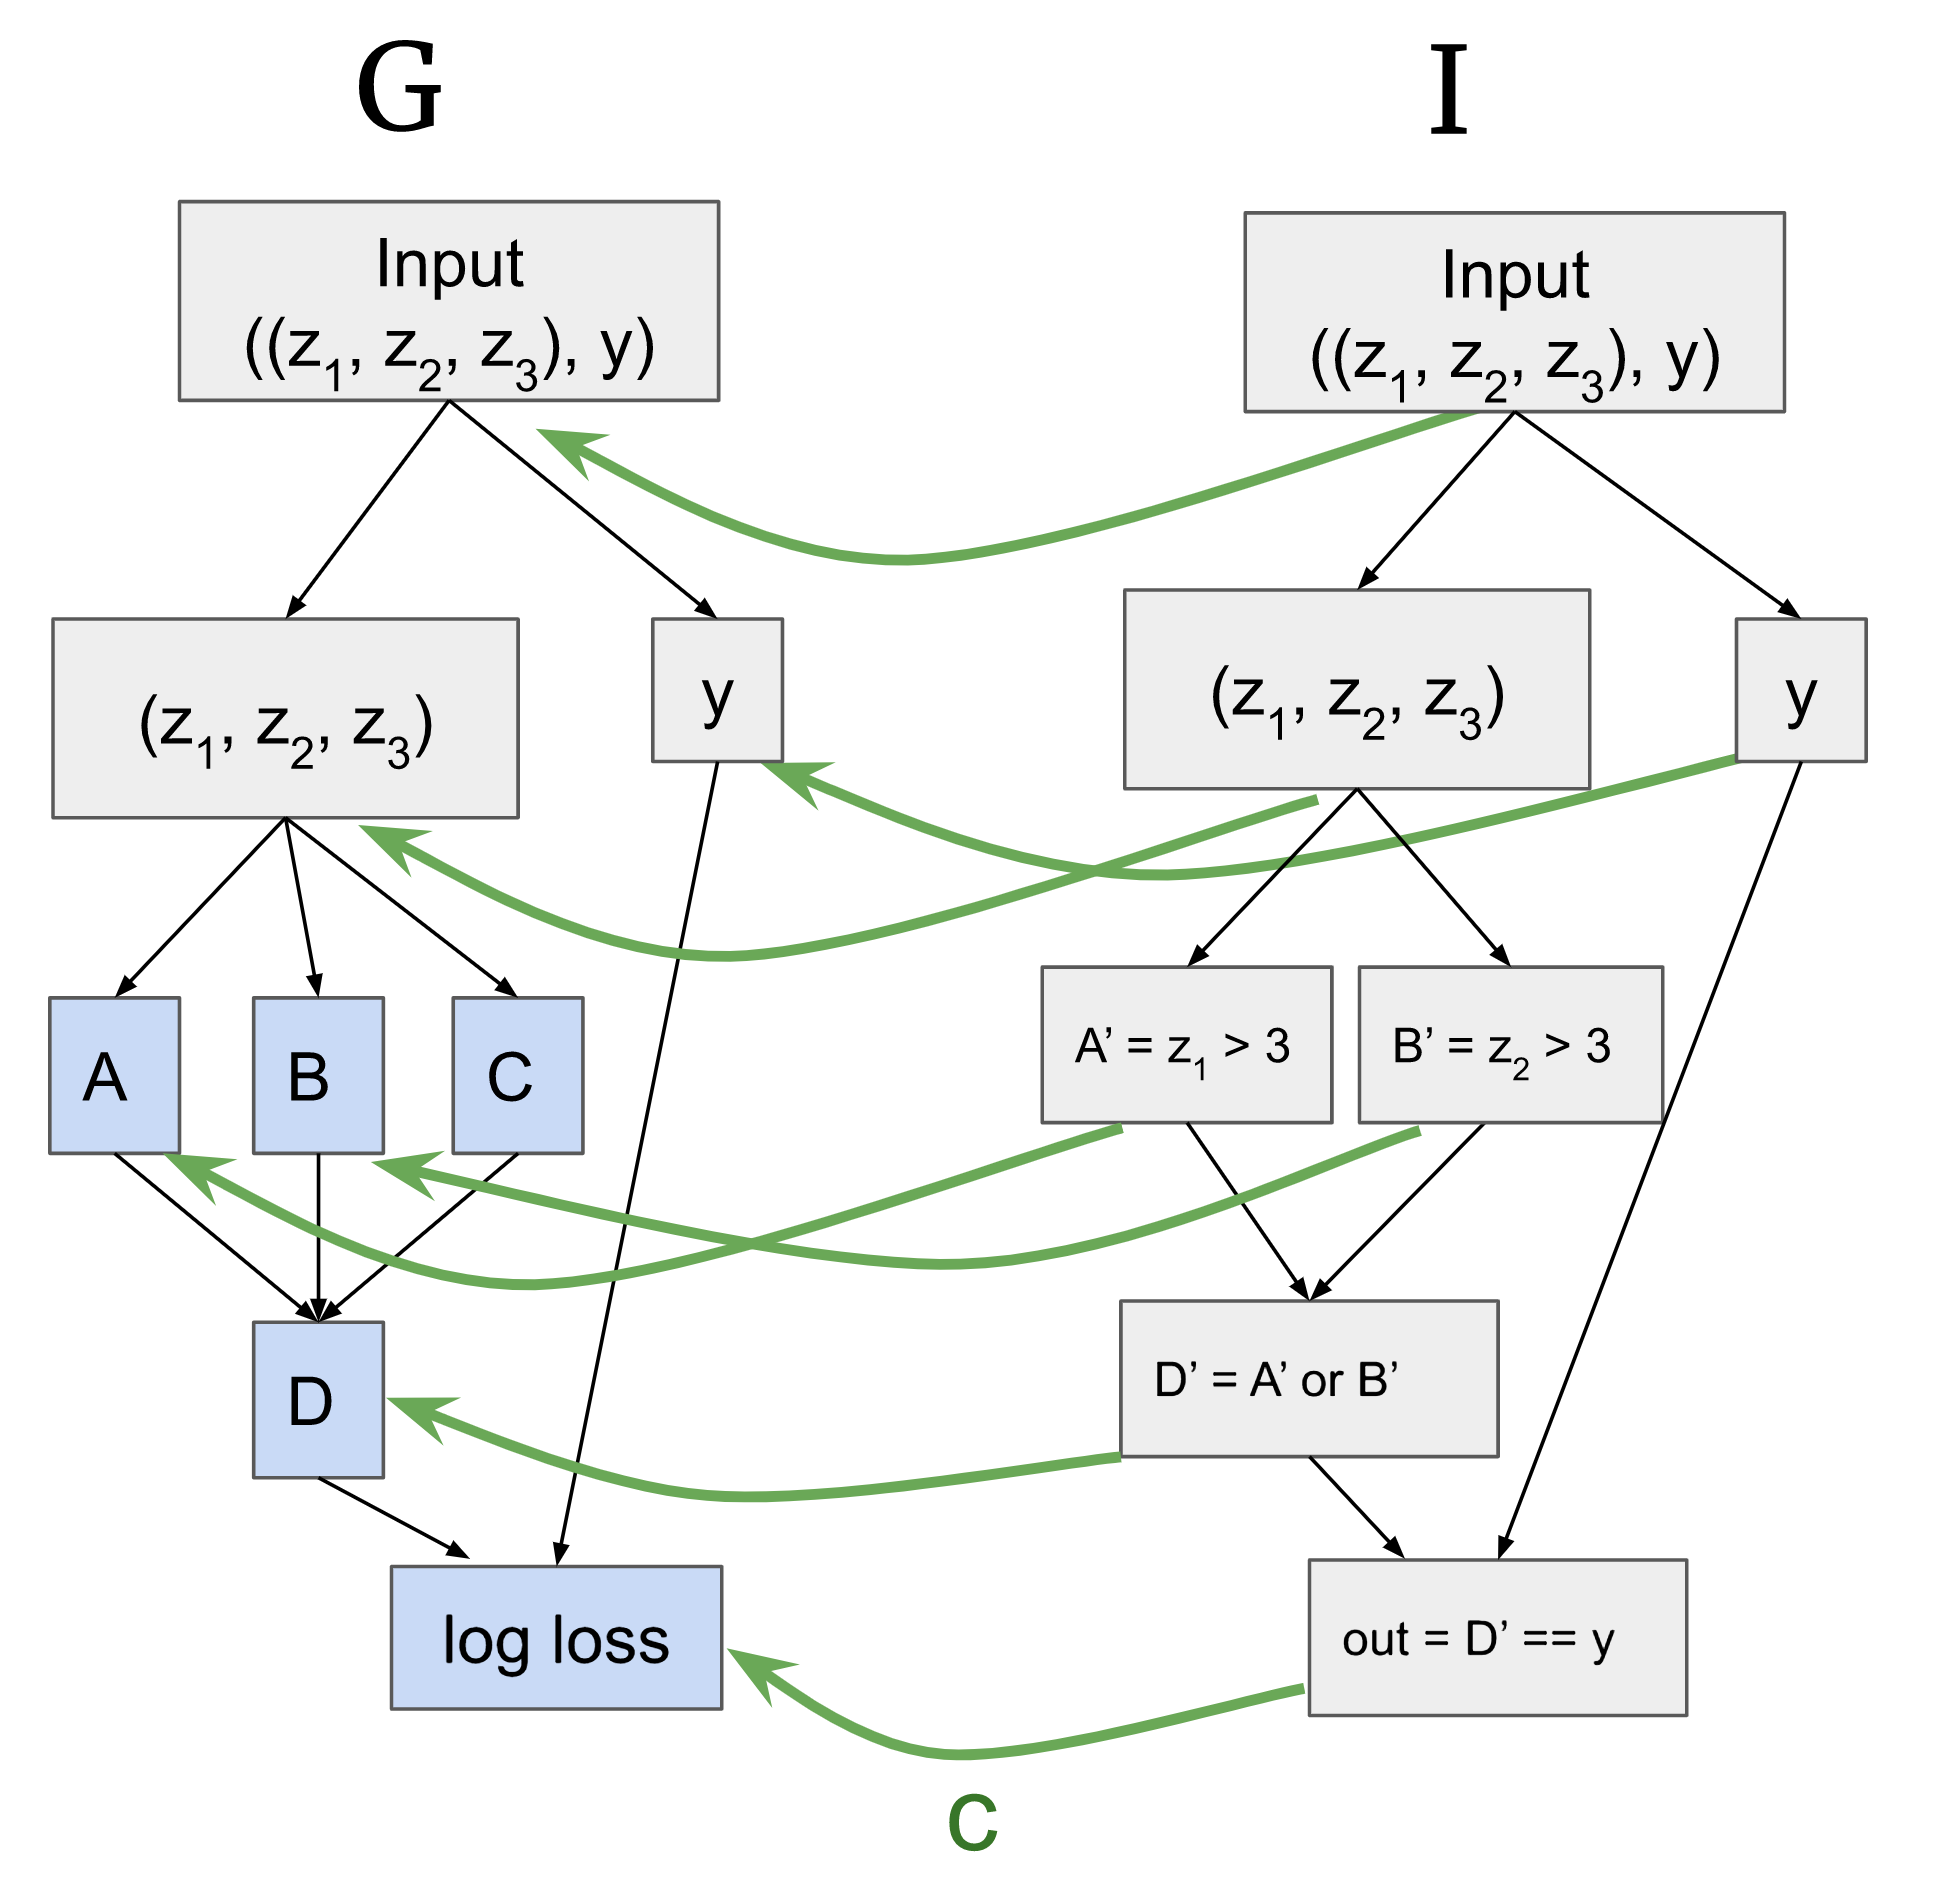 G
I
Input
((z₁, z₂, z₃), y)
Input
((z₁, z₂, z₃), y)
(z₁, z₂, z₃)
y
(z₁, z₂, z₃)
y
A
B
C
A’ = z₁ > 3
B’ = z₂ > 3
D
D’ = A’ or B’
log loss
out = D’ == y
c